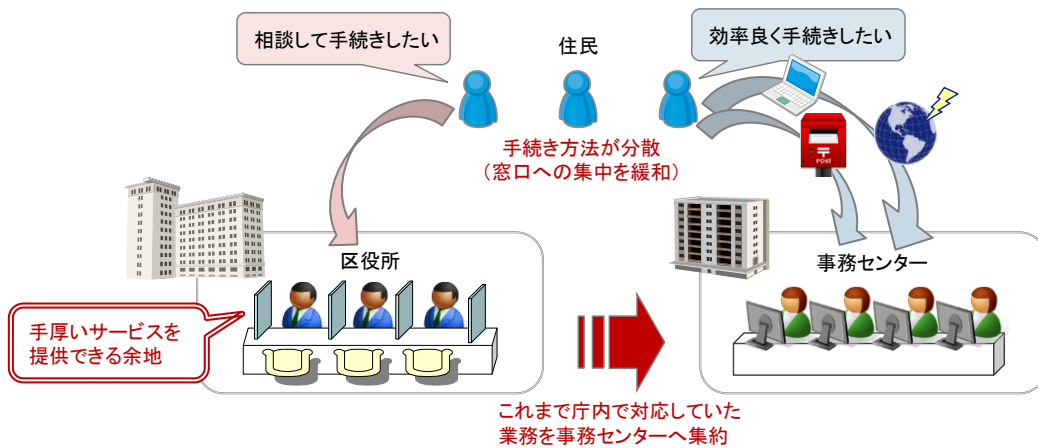 相談して手続きしたい
住民
効率良く手続きしたい
手続き方法が分散
（窓口への集中を緩和）
〒
POST
区役所
事務センター
手厚いサービスを
提供できる余地
これまで庁内で対応していた
業務を事務センターへ集約